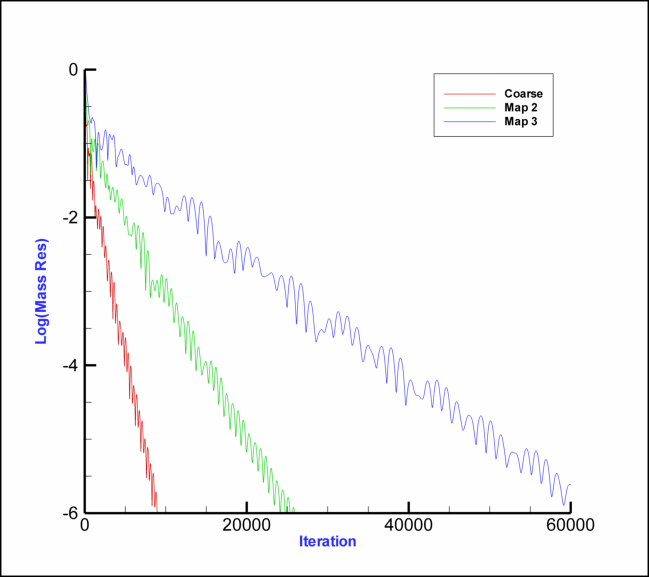 0
-2
-4
-6
Log(Mass Res)
Coarse
Map 2
Map 3
0
20000
40000
60000
Iteration